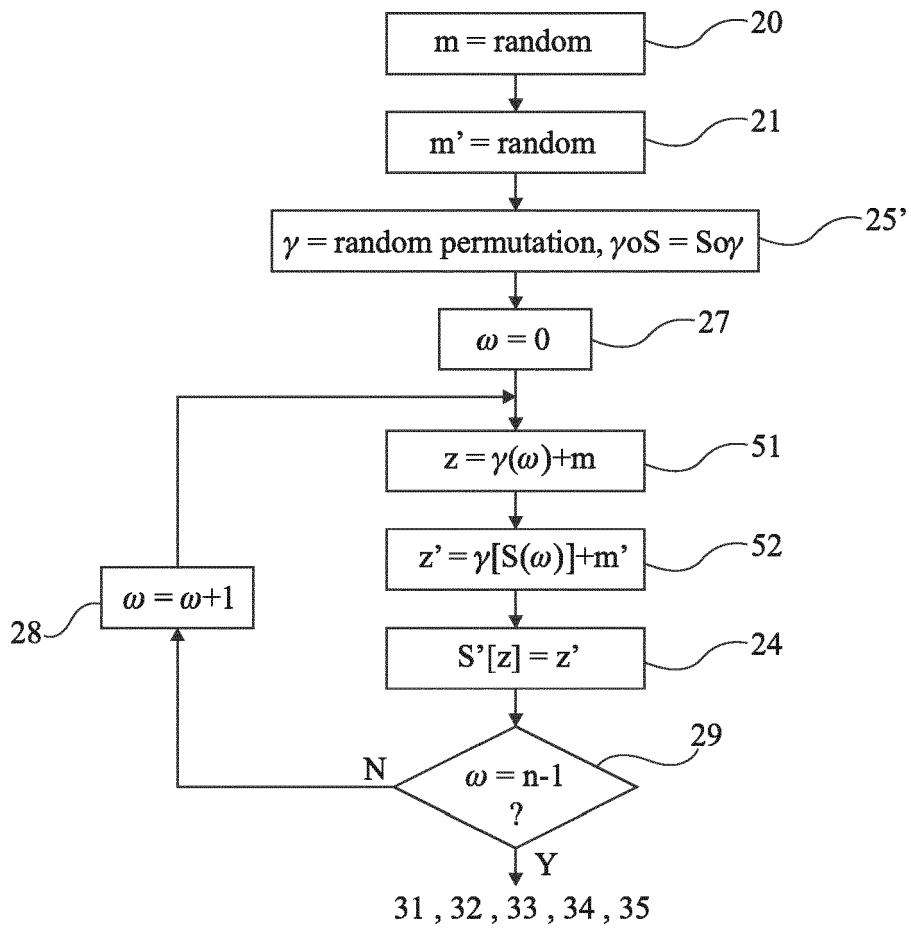 m = random
20
m’ = random
21
γ = random permutation, γoS = Soγ
25’
ω = 0
27
z = γ(ω)+m
51
z’ = γ[S(ω)]+m’
52
ω = ω+1
28
S’[z] = z’
24
ω = n-1
?
29
N
Y
31 , 32 , 33 , 34 , 35